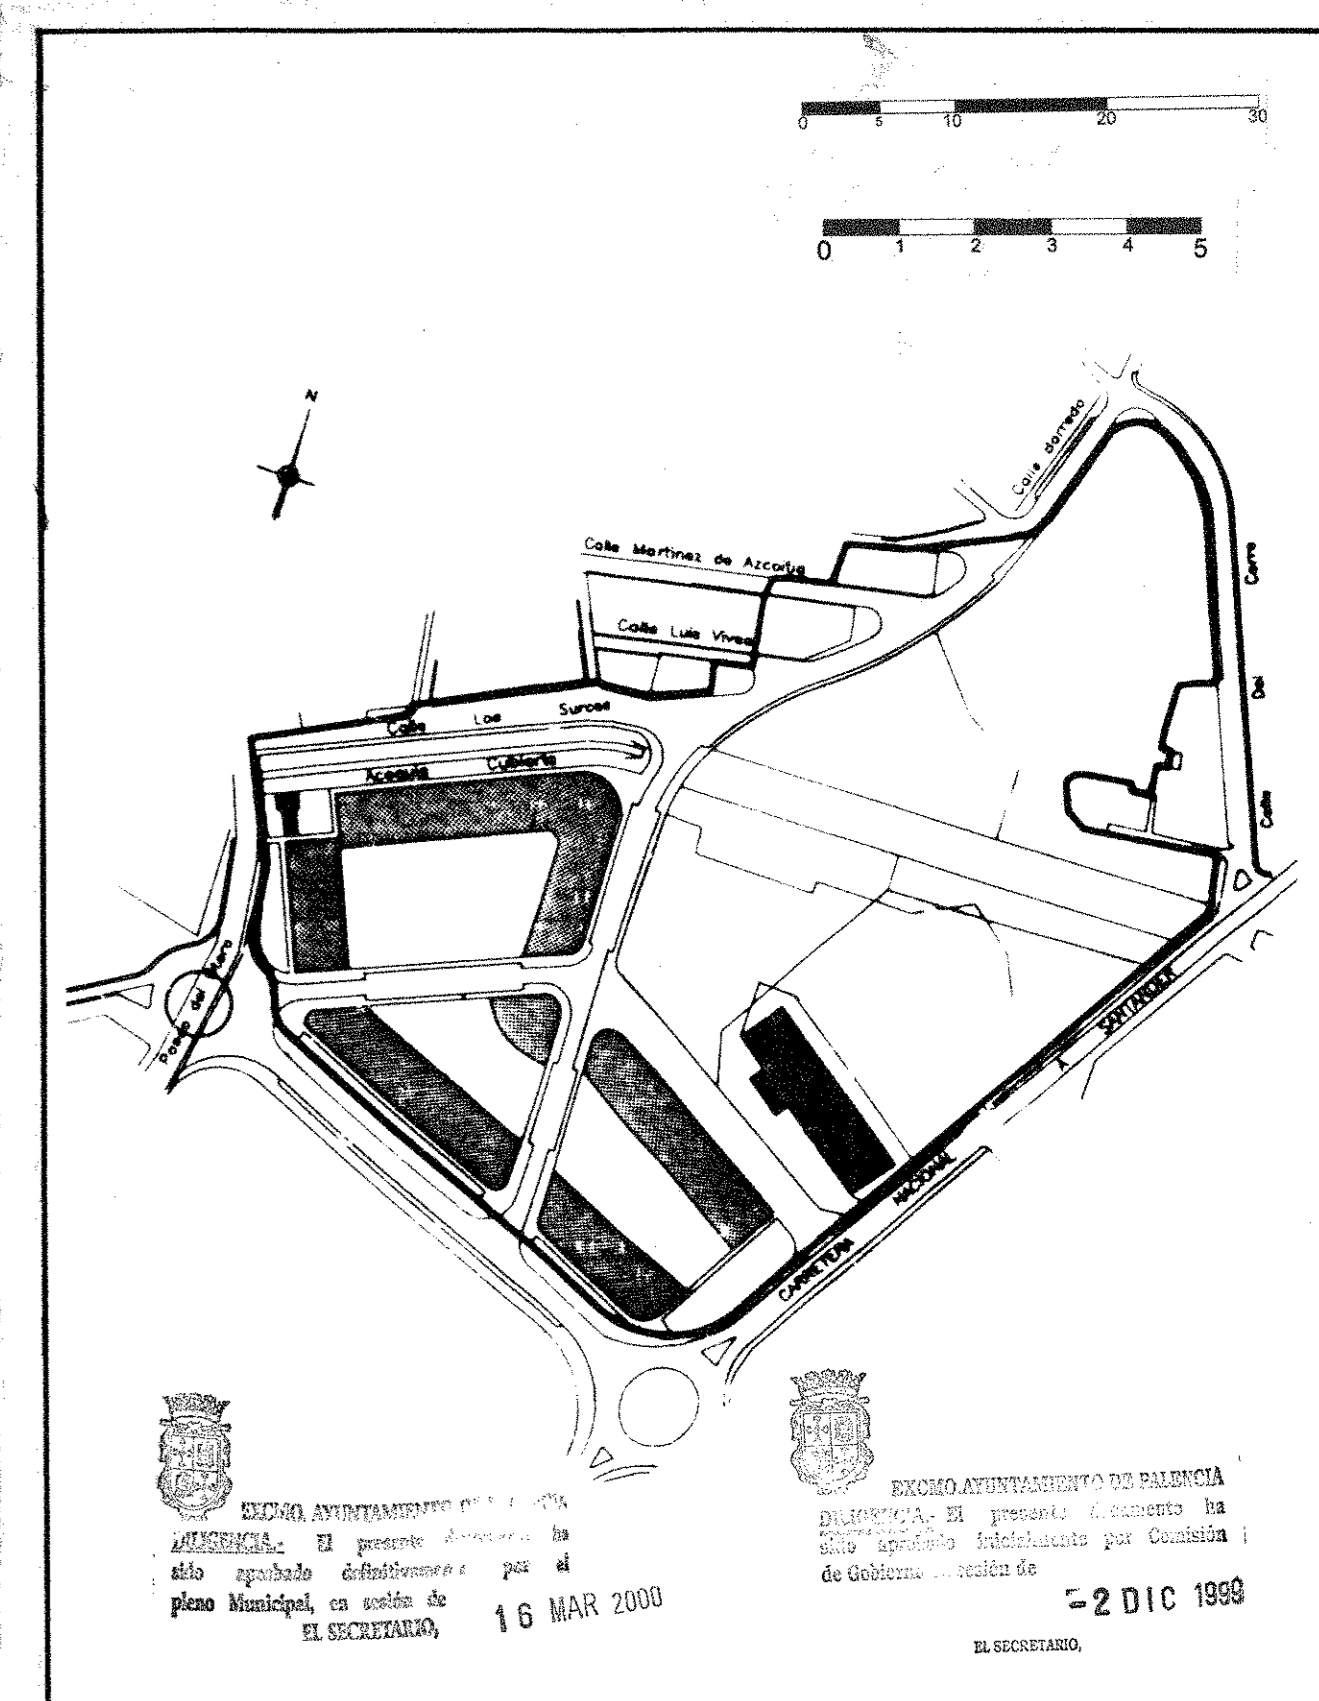 0 5 10 20 30
0 1 2 3 4 5
N
Calle Barredo
Calle Martinez de Azcoitia
Calle Luis Vives
Calle Los Surcos
Acequia Cubierta
Calle Del Corro
Paseo del
SANTANDER
CARRETERA NACIONAL
EXCMO. AYUNTAMIENTO
DILIGENCIA.- El presente ha
sido aprobado definitivamente por el
pleno Municipal, en sesión de
16 MAR 2000
EL SECRETARIO,
EXCMO. AYUNTAMIENTO DE PALENCIA
DILIGENCIA.- El presente documento ha
sido aprobado inicialmente por Comisión
de Gobierno sesión de
-2 DIC 1999
EL SECRETARIO,